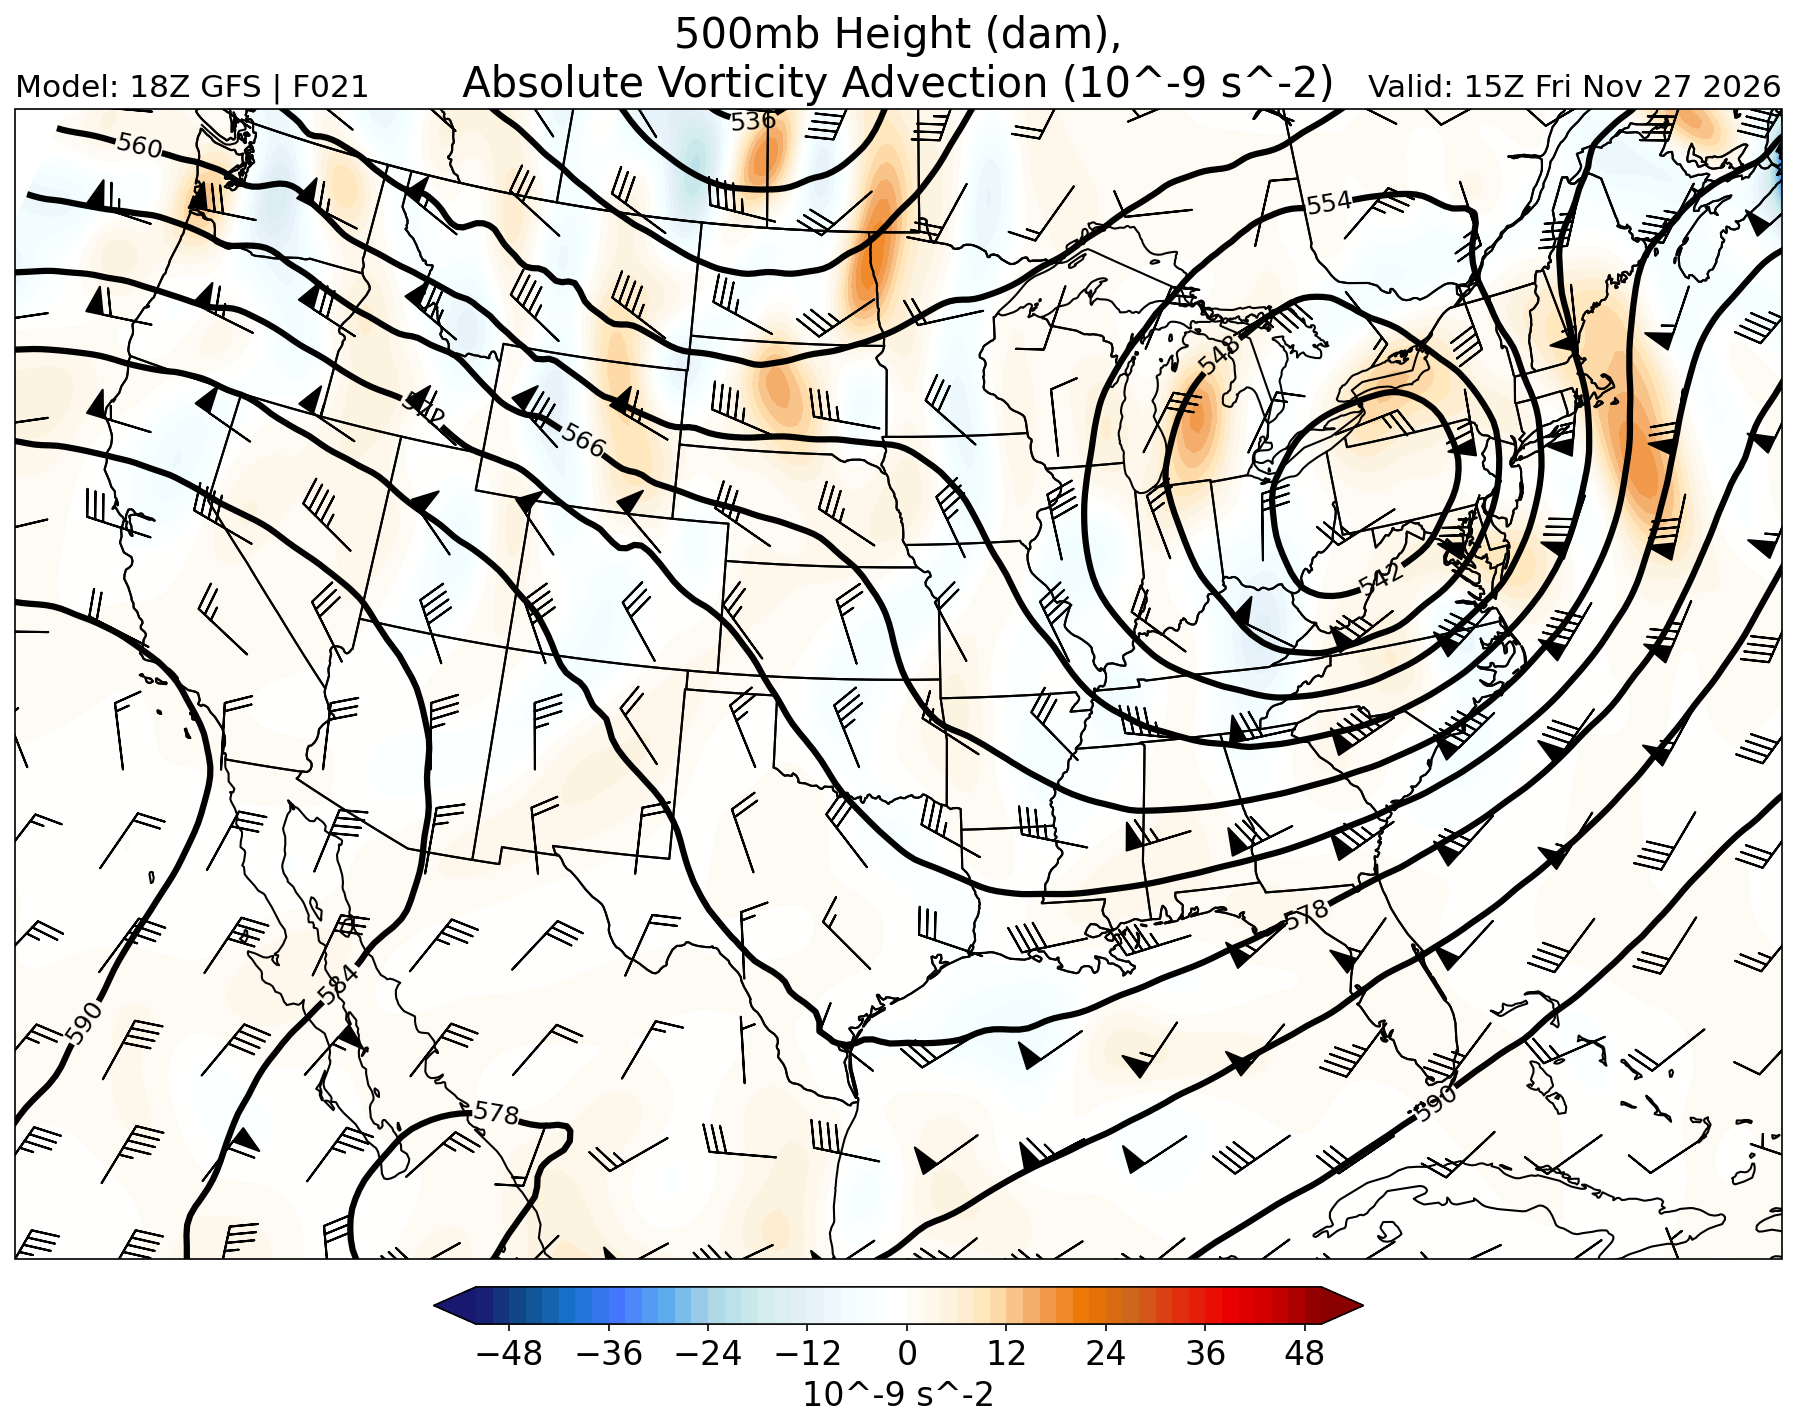 500mb Height (dam),
Model: 18Z GFS | F021
Absolute Vorticity Advection (10^-9 s^-2)
Valid: 15Z Fri Nov 27 2026
536
560
554
548
572
566
542
578
584
590
578
590
−48 −36 −24 −12 0 12 24 36 48
10^-9 s^-2